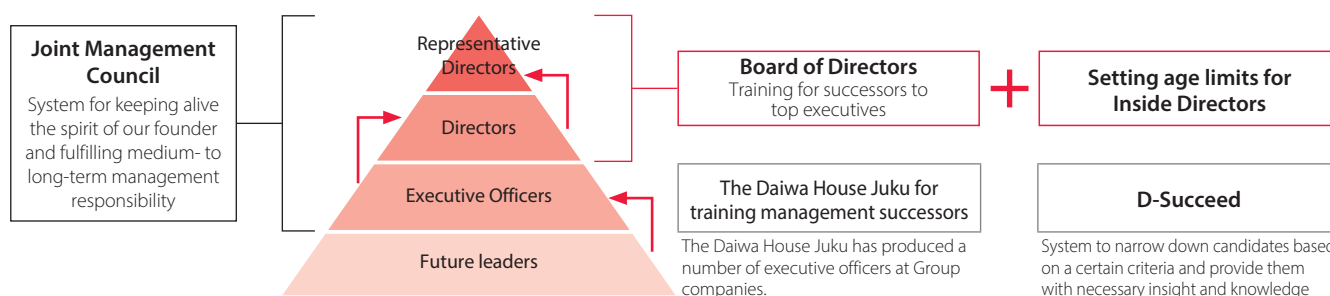 Joint Management
Council
System for keeping alive
the spirit of our founder
and fulfilling medium- to
long-term management
responsibility
Representative
Directors
Directors
Executive Officers
Future leaders
Board of Directors
Training for successors to
top executives
+
Setting age limits for
Inside Directors
The Daiwa House Juku for
training management successors
The Daiwa House Juku has produced a
number of executive officers at Group
companies.
D-Succeed
System to narrow down candidates based
on a certain criteria and provide them
with necessary insight and knowledge